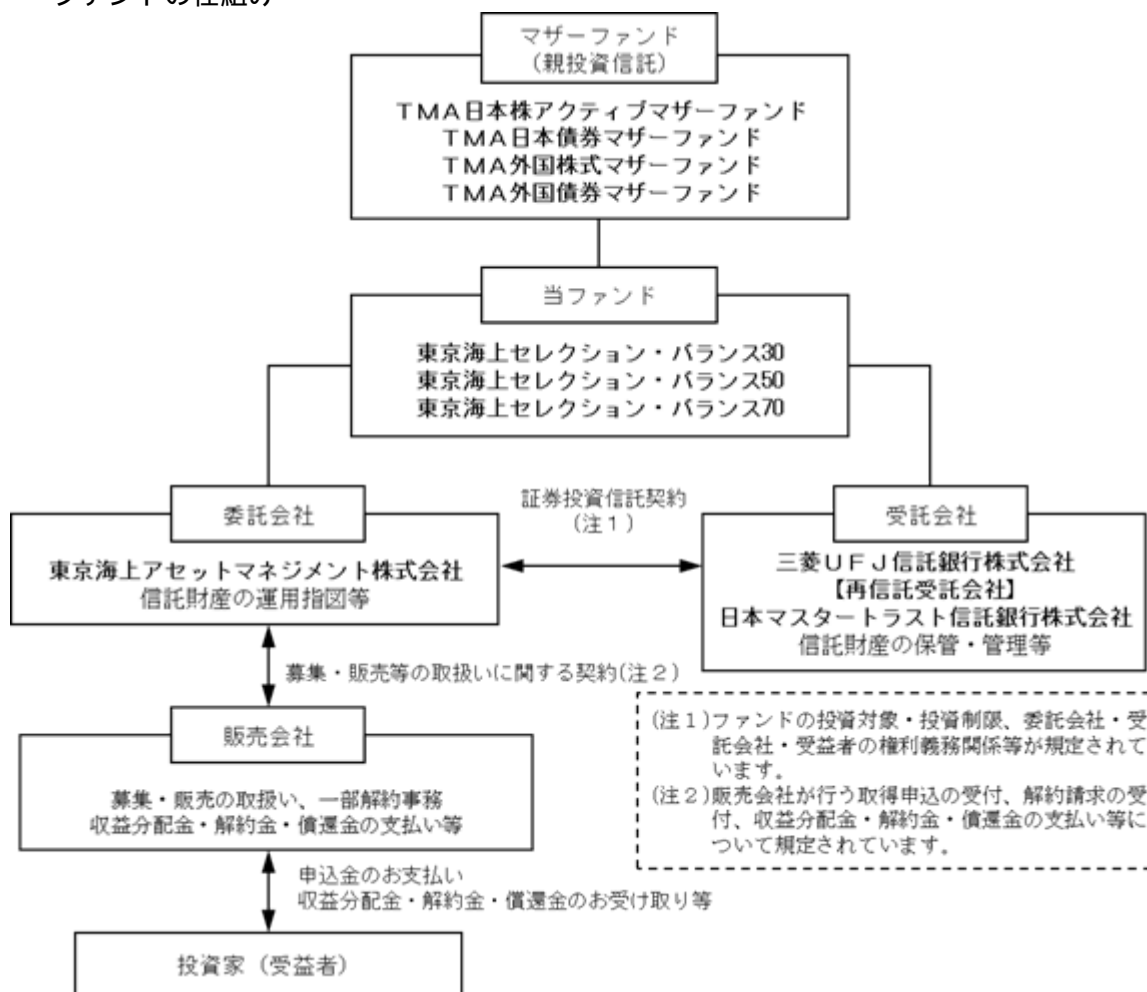 ファンドの仕組み
マザーファンド
(親投資信託)
ＴＭＡ日本株アクティブマザーファンド
ＴＭＡ日本債券マザーファンド
ＴＭＡ外国株式マザーファンド
ＴＭＡ外国債券マザーファンド
当ファンド
東京海上セレクション・バランス30
東京海上セレクション・バランス50
東京海上セレクション・バランス70
委託会社
東京海上アセットマネジメント株式会社
信託財産の運用指図等
証券投資信託契約
(注１)
受託会社
三菱ＵＦＪ信託銀行株式会社
【再信託受託会社】
日本マスタートラスト信託銀行株式会社
信託財産の保管・管理等
募集・販売等の取扱いに関する契約(注２)
販売会社
募集・販売の取扱い、一部解約事務
収益分配金・解約金・償還金の支払い等
(注１)ファンドの投資対象・投資制限、委託会社・受
託会社・受益者の権利義務関係等が規定されて
います。
(注２)販売会社が行う取得申込の受付、解約請求の受
付、収益分配金・解約金・償還金の支払い等に
ついて規定されています。
申込金のお支払い
収益分配金・解約金・償還金のお受け取り等
投資家（受益者）